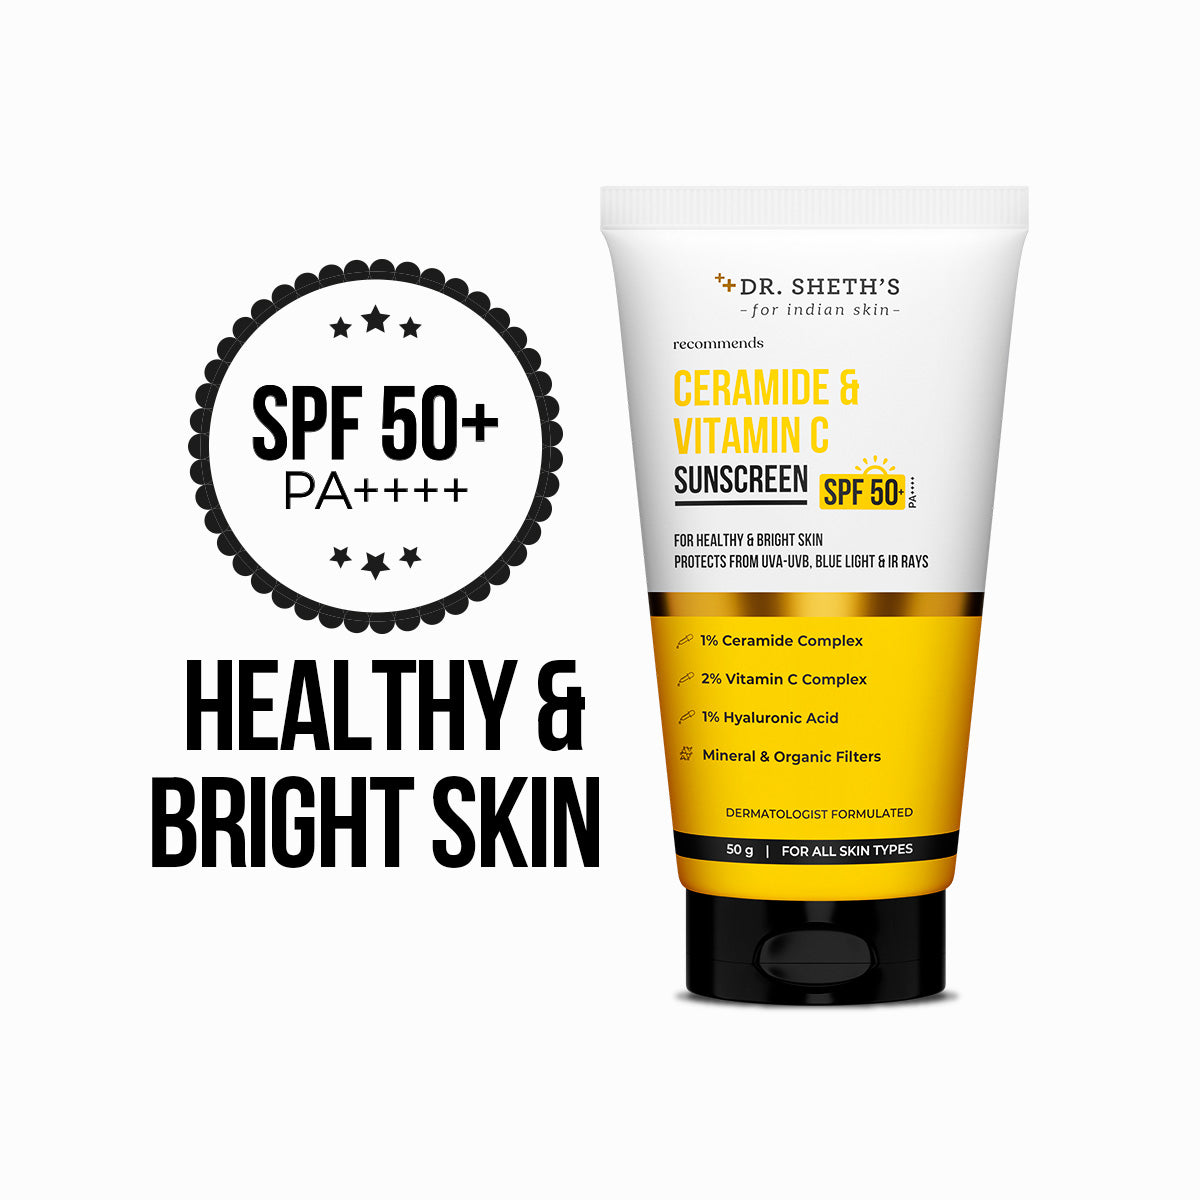 SPF 50+
PA++++
HEALTHY &
BRIGHT SKIN
DR. SHETH'S
-for indian skin-
recommends
CERAMIDE &
VITAMIN C
SUNSCREEN
SPF 50+
PA++++
FOR HEALTHY & BRIGHT SKIN
PROTECTS FROM UVA-UVB, BLUE LIGHT & IR RAYS
1% Ceramide Complex
2% Vitamin C Complex
1% Hyaluronic Acid
Mineral & Organic Filters
DERMATOLOGIST FORMULATED
50 g | FOR ALL SKIN TYPES